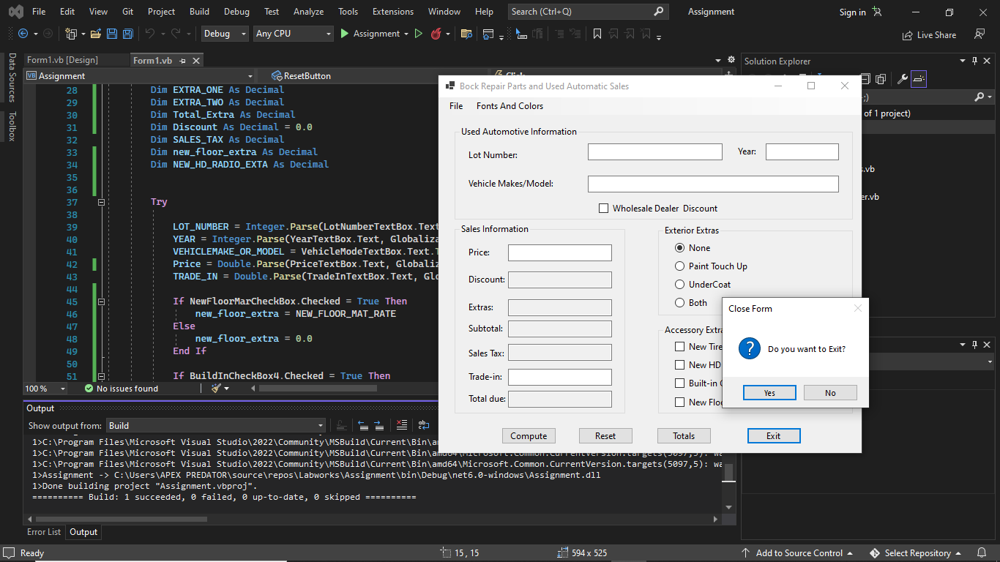 File Edit View Git Project Build Debug Test Analyze Tools Extensions Window Help Search (Ctrl+Q) Assignment Sign in
Debug Any CPU Assignment Live Share
Data Sources
Toolbox
Form1.vb [Design] Form1.vb
VB Assignment ResetButton
28 Dim EXTRA_ONE As Decimal
29 Dim EXTRA_TWO As Decimal
30 Dim Total_Extra As Decimal
31 Dim Discount As Decimal = 0.0
32 Dim SALES_TAX As Decimal
33 Dim new_floor_extra As Decimal
34 Dim NEW_HD_RADIO_EXTA As Decimal
35
36
37 Try
38
39 LOT_NUMBER = Integer.Parse(LotNumberTextBox.Text
40 YEAR = Integer.Parse(YearTextBox.Text, Globaliza
41 VEHICLEMAKE_OR_MODEL = VehicleModeTextBox.Text.T
42 Price = Double.Parse(PriceTextBox.Text, Globaliz
43 TRADE_IN = Double.Parse(TradeInTextBox.Text, Glo
44
45 If NewFloorMarCheckBox.Checked = True Then
46 new_floor_extra = NEW_FLOOR_MAT_RATE
47 Else
48 new_floor_extra = 0.0
49 End If
50
51 If BuildInCheckBox4.Checked = True Then
100 % No issues found
Output
Show output from: Build
1>C:\Program Files\Microsoft Visual Studio\2022\Community\MSBuild\Current\Bin\am
1>C:\Program Files\Microsoft Visual Studio\2022\Community\MSBuild\Current\Bin\amd64\Microsoft.Common.CurrentVersion.targets(5097,5): wa
1>C:\Program Files\Microsoft Visual Studio\2022\Community\MSBuild\Current\Bin\amd64\Microsoft.Common.CurrentVersion.targets(5097,5): wa
1>Assignment -> C:\Users\APEX PREDATOR\source\repos\Labworks\Assignment\bin\Debug\net6.0-windows\Assignment.dll
1>Done building project "Assignment.vbproj".
========== Build: 1 succeeded, 0 failed, 0 up-to-date, 0 skipped ==========
Error List Output
Solution Explorer
;)
of 1 project)
s.vb
er.vb
Bock Repair Parts and Used Automatic Sales
File Fonts And Colors
Used Automotive Information
Lot Number: Year:
Vehicle Makes/Model:
Wholesale Dealer Discount
Sales Information
Price:
Discount:
Extras:
Subtotal:
Sales Tax:
Trade-in:
Total due:
Exterior Extras
None
Paint Touch Up
UnderCoat
Both
Accessory Extra
New Tire
New HD
Built-in
New Floo
Compute Reset Totals Exit
Close Form
Do you want to Exit?
Yes No
Ready 15 , 15 594 x 525 Add to Source Control Select Repository